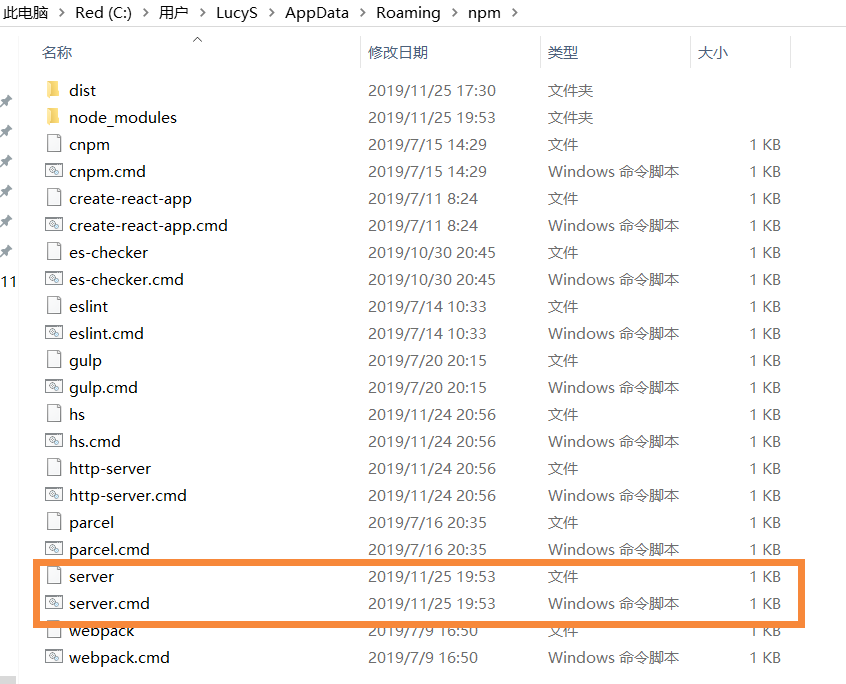 此电脑 > Red (C:) > 用户 > LucyS > AppData > Roaming > npm >
名称 修改日期 类型 大小
dist 2019/11/25 17:30 文件夹
node_modules 2019/11/25 19:53 文件夹
cnpm 2019/7/15 14:29 文件 1 KB
cnpm.cmd 2019/7/15 14:29 Windows 命令脚本 1 KB
create-react-app 2019/7/11 8:24 文件 1 KB
create-react-app.cmd 2019/7/11 8:24 Windows 命令脚本 1 KB
es-checker 2019/10/30 20:45 文件 1 KB
es-checker.cmd 2019/10/30 20:45 Windows 命令脚本 1 KB
11
eslint 2019/7/14 10:33 文件 1 KB
eslint.cmd 2019/7/14 10:33 Windows 命令脚本 1 KB
gulp 2019/7/20 20:15 文件 1 KB
gulp.cmd 2019/7/20 20:15 Windows 命令脚本 1 KB
hs 2019/11/24 20:56 文件 1 KB
hs.cmd 2019/11/24 20:56 Windows 命令脚本 1 KB
http-server 2019/11/24 20:56 文件 1 KB
http-server.cmd 2019/11/24 20:56 Windows 命令脚本 1 KB
parcel 2019/7/16 20:35 文件 1 KB
parcel.cmd 2019/7/16 20:35 Windows 命令脚本 1 KB
server 2019/11/25 19:53 文件 1 KB
server.cmd 2019/11/25 19:53 Windows 命令脚本 1 KB
webpack 2019/7/9 16:50 文件 1 KB
webpack.cmd 2019/7/9 16:50 Windows 命令脚本 1 KB